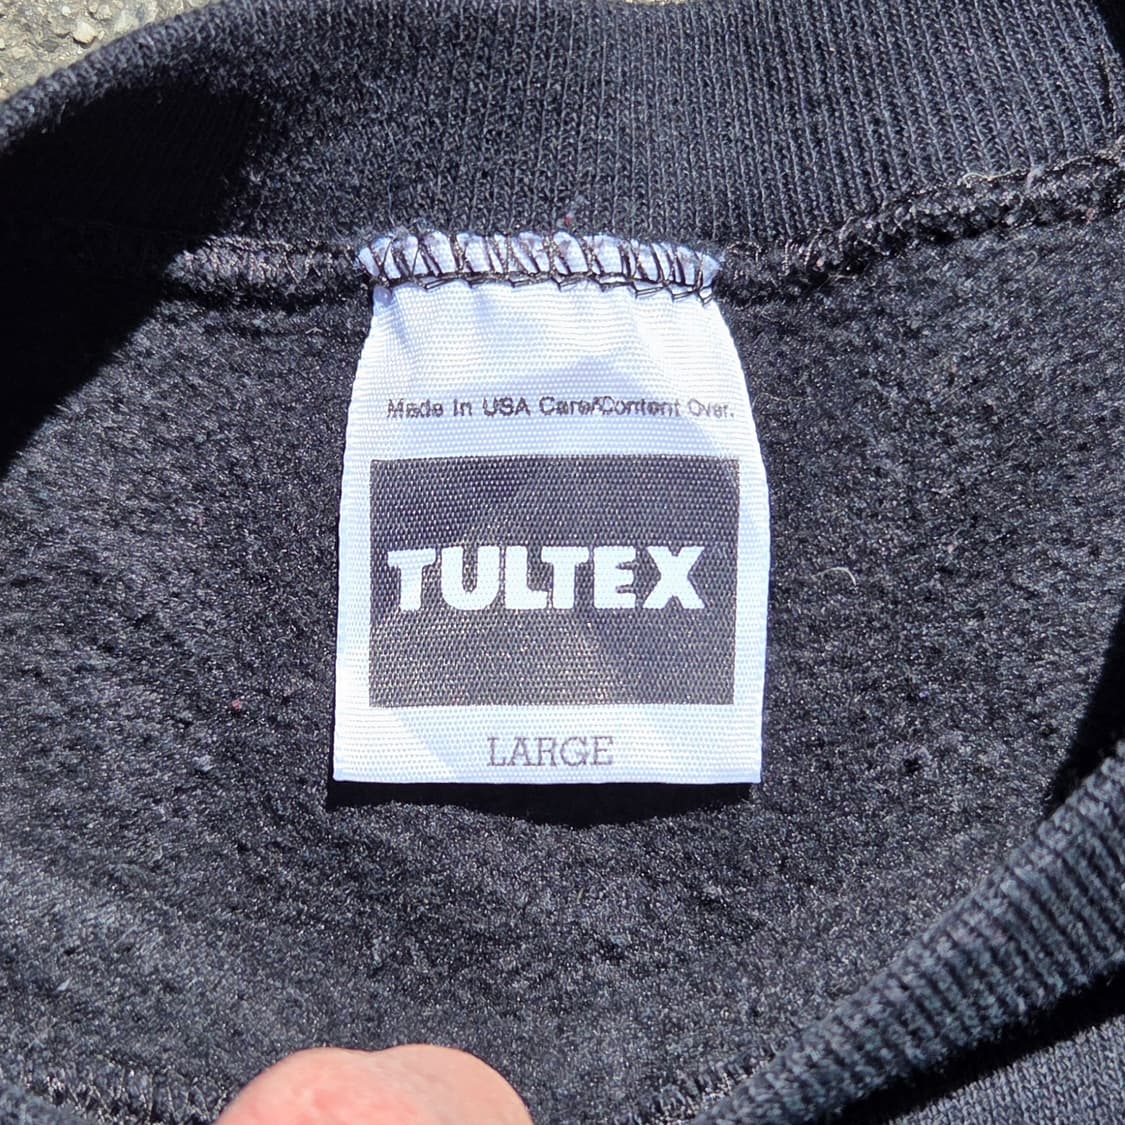 Made In USA Care/Content Over.
TULTEX
LARGE